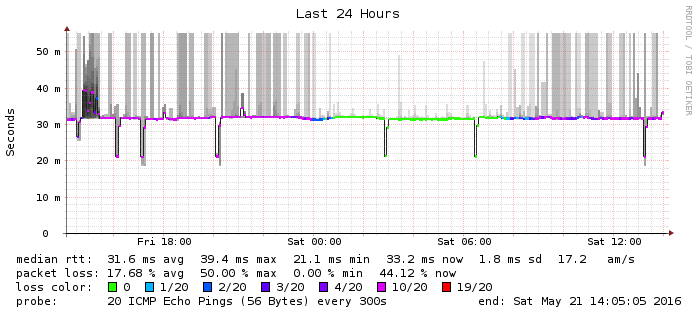 Last 24 Hours
RRDTOOL / TOBI OETIKER
Seconds
50 m
40 m
30 m
20 m
10 m
0
Fri 18:00 Sat 00:00 Sat 06:00 Sat 12:00
median rtt: 31.6 ms avg 39.4 ms max 21.1 ms min 33.2 ms now 1.8 ms sd 17.2 am/s
packet loss: 17.68 % avg 50.00 % max 0.00 % min 44.12 % now
loss color: 0 1/20 2/20 3/20 4/20 10/20 19/20
probe: 20 ICMP Echo Pings (56 Bytes) every 300s end: Sat May 21 14:05:05 2016